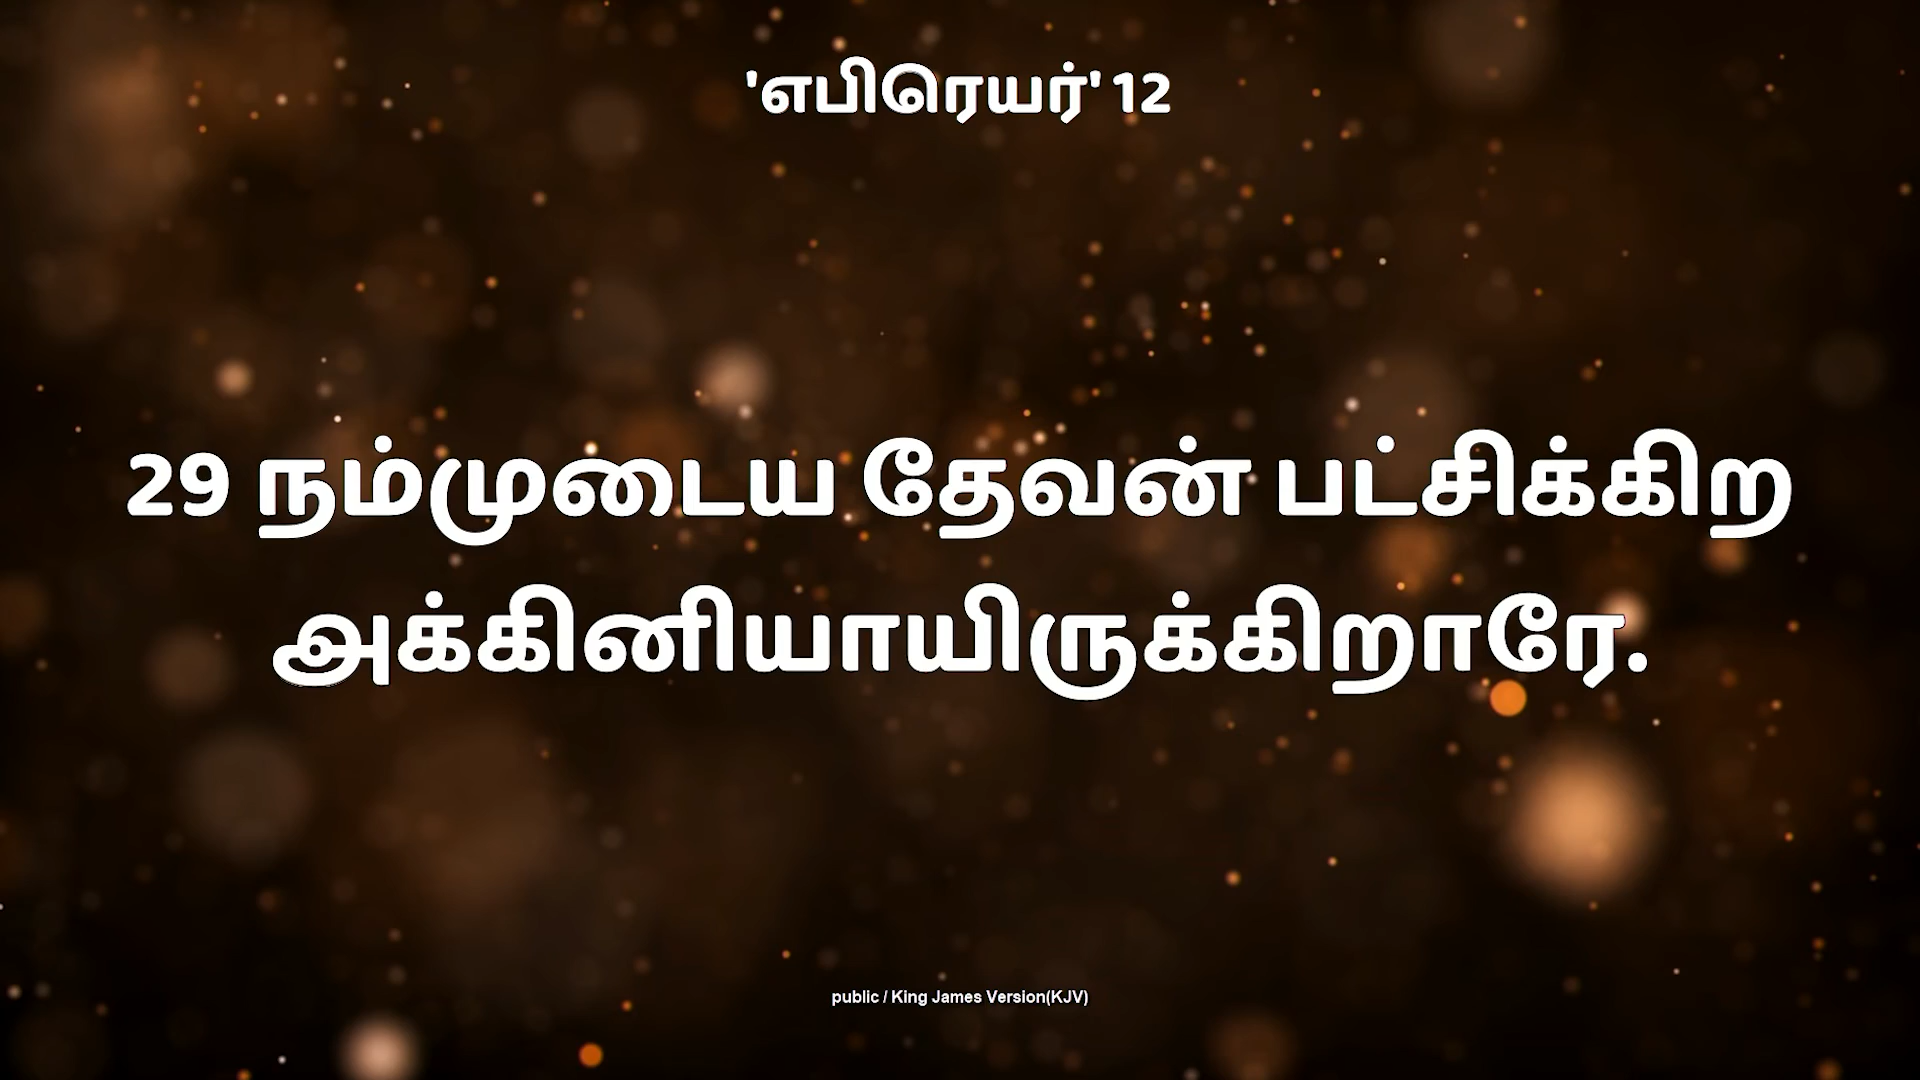 'எபிரெயர்' 12
29 நம்முடைய தேவன் பட்சிக்கிற
அக்கினியாயிருக்கிறாரே.
public / King James Version(KJV)